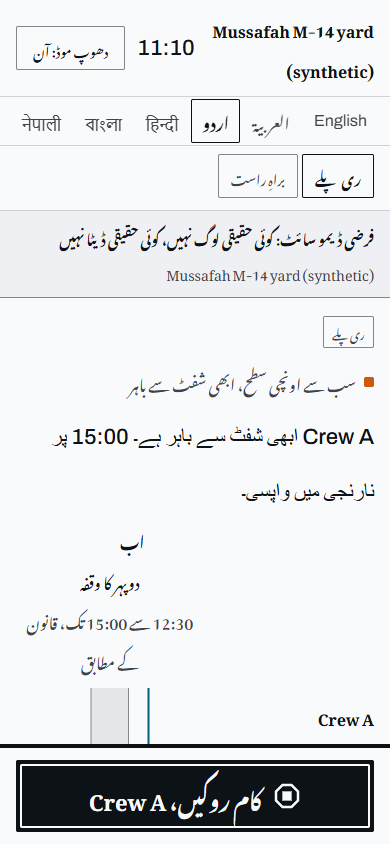 Mussafah M-14 yard
(synthetic)
11:10
دھوپ موڈ: آن
English
العربية
اردو
हिन्दी
বাংলা
नेपाली
ری پلے
براہِ راست
فرضی ڈیمو سائٹ: کوئی حقیقی لوگ نہیں، کوئی حقیقی ڈیٹا نہیں
Mussafah M-14 yard (synthetic)
ری پلے
سب سے اونچی سطح، ابھی شفٹ سے باہر
Crew A ابھی شفٹ سے باہر ہے۔ 15:00 پر
نارنجی میں واپسی۔
اب
دوپہر کا وقفہ
12:30 سے 15:00 تک، قانون
کے مطابق
Crew A
کام روکیں، Crew A